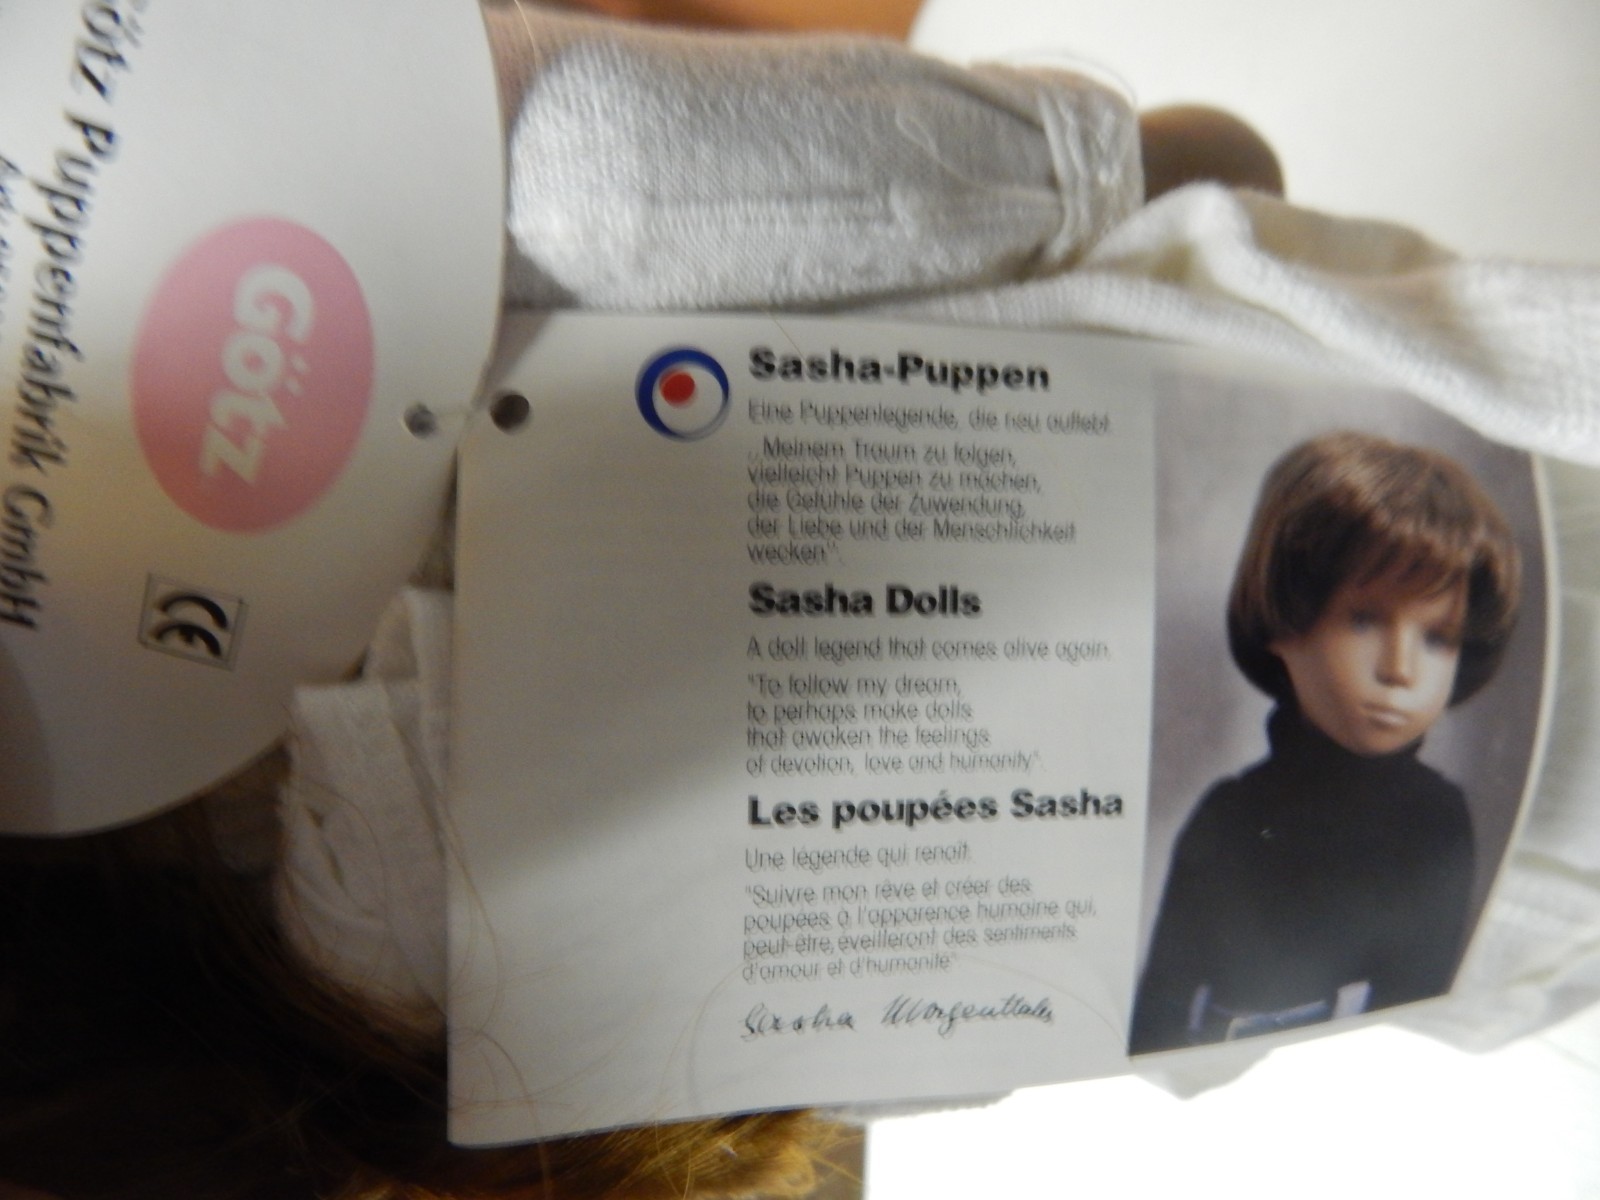 Götz Puppenfabrik GmbH
Götz
CE
Sasha-Puppen
Eine Puppenlegende, die neu auflebt.
„Meinem Traum zu folgen,
vielleicht Puppen zu machen,
die Gefühle der Zuwendung,
der Liebe und der Menschlichkeit
wecken".
Sasha Dolls
A doll legend that comes alive again.
"To follow my dream,
to perhaps make dolls
that awaken the feelings
of devotion, love and humanity".
Les poupées Sasha
Une légende qui renaît.
"Suivre mon rêve et créer des
poupées à l'apparence humaine qui,
peut-être, éveilleront des sentiments
d'amour et d'humanité"
Sasha Morgenthaler